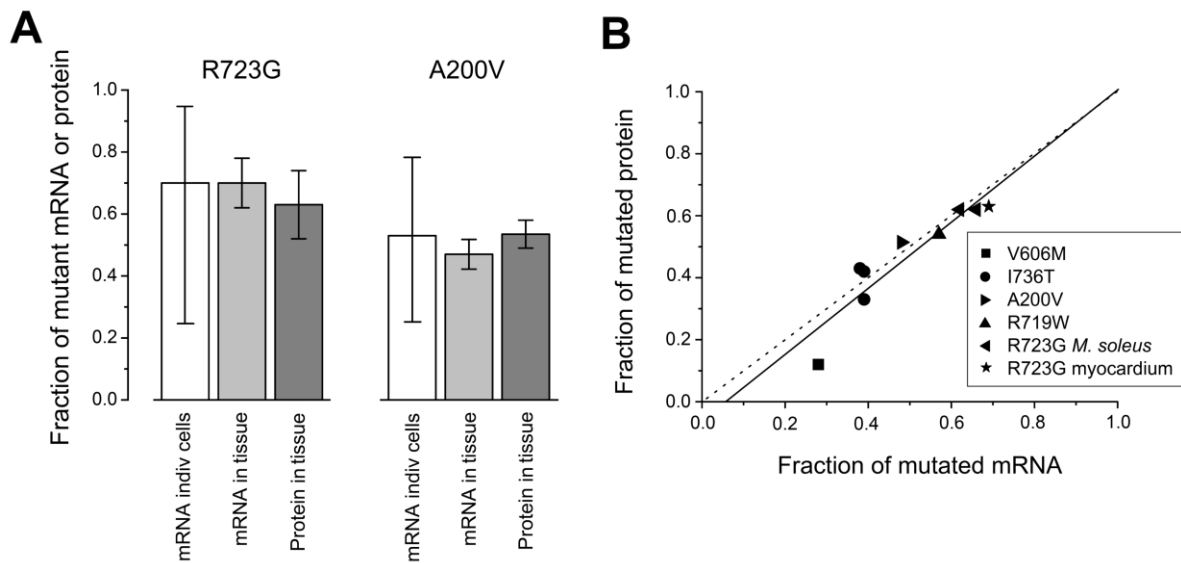 A
R723G
A200V
Fraction of mutant mRNA or protein
1.0
0.8
0.6
0.4
0.2
0.0
mRNA indiv cells
mRNA in tissue
Protein in tissue
mRNA indiv cells
mRNA in tissue
Protein in tissue
B
Fraction of mutated protein
1.0
0.8
0.6
0.4
0.2
0.0
0.0 0.2 0.4 0.6 0.8 1.0
Fraction of mutated mRNA
V606M
I736T
A200V
R719W
R723G M. soleus
R723G myocardium